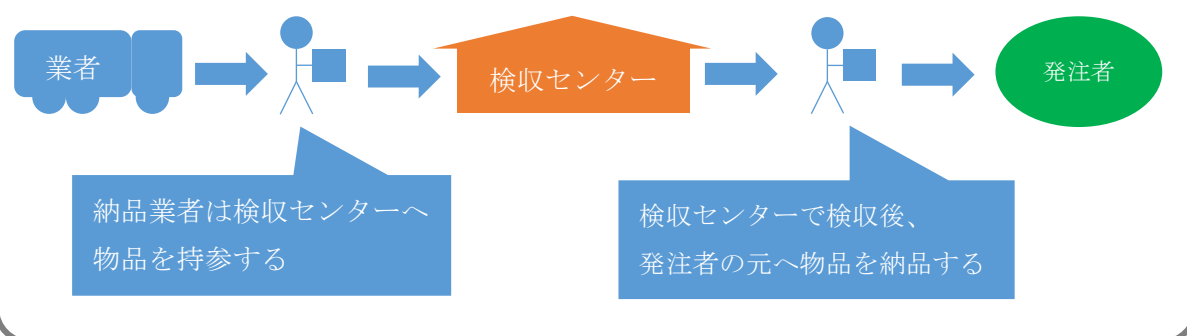 業者
検収センター
発注者
納品業者は検収センターへ
物品を持参する
検収センターで検収後、
発注者の元へ物品を納品する